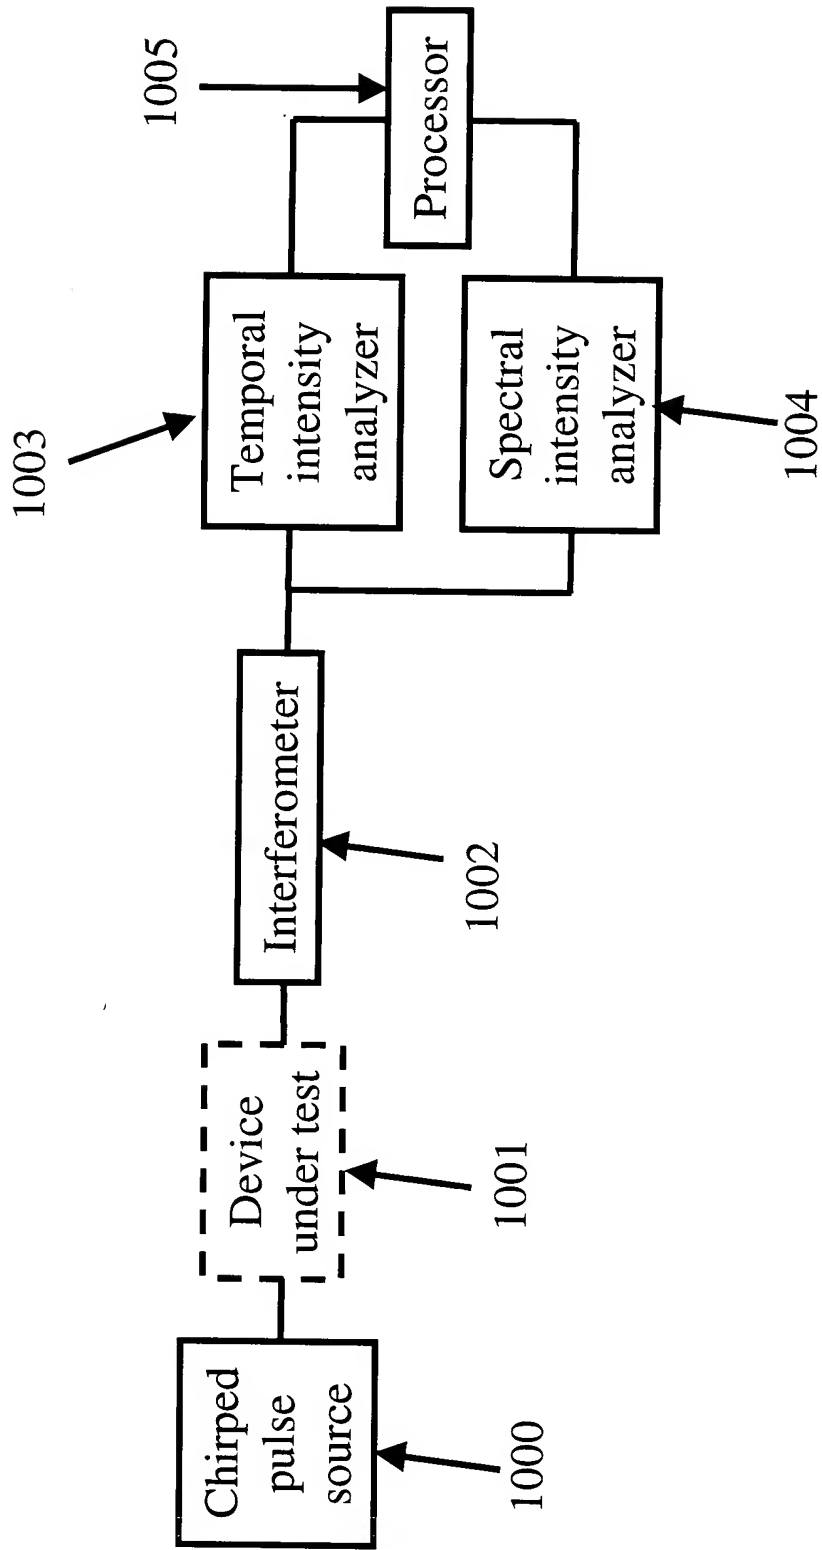 Chirped
pulse
source
1000
Device
under test
1001
Interferometer
1002
Temporal
intensity
analyzer
1003
Spectral
intensity
analyzer
1004
Processor
1005